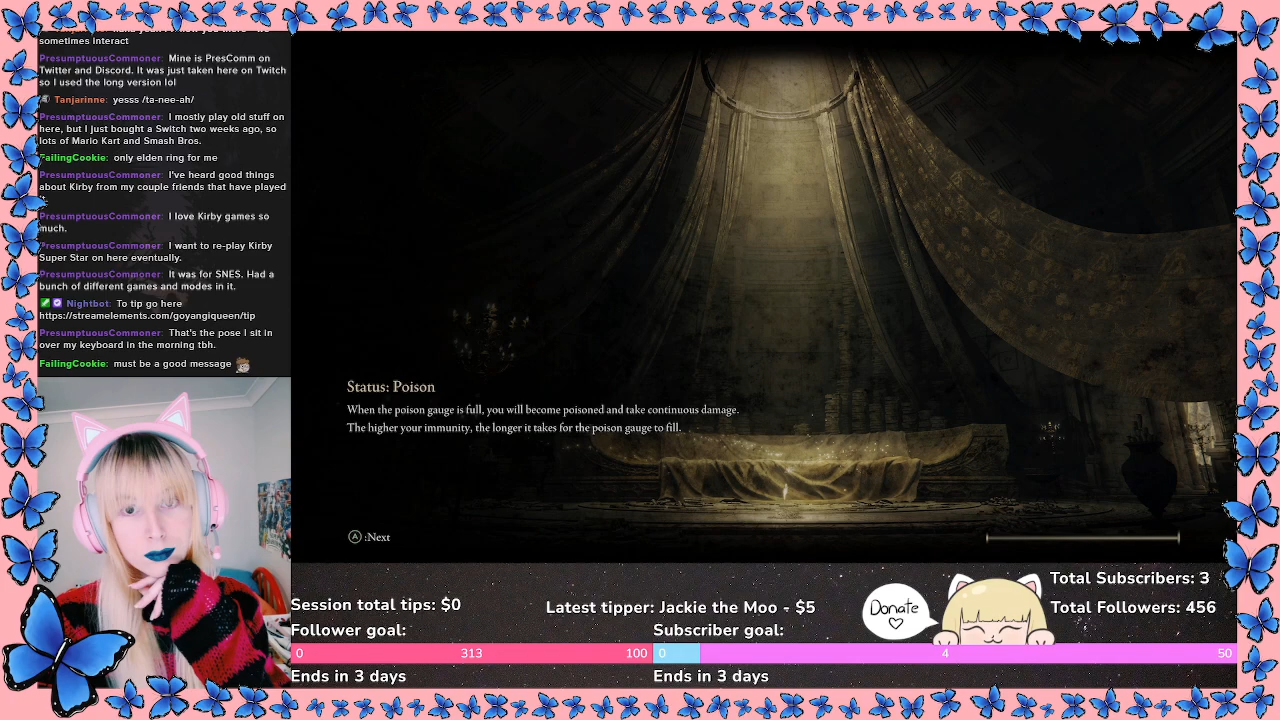 sometimes interact
PresumptuousCommoner: Mine is PresComm on
Twitter and Discord. It was just taken here on Twitch
so I used the long version lol
Tanjarinne: yesss /ta-nee-ah/
PresumptuousCommoner: I mostly play old stuff on
here, but I just bought a Switch two weeks ago, so
lots of Mario Kart and Smash Bros.
FailingCookie: only elden ring for me
PresumptuousCommoner: I've heard good things
about Kirby from my couple friends that have played
PresumptuousCommoner: I love Kirby games so
much.
PresumptuousCommoner: I want to re-play Kirby
Super Star on here eventually.
PresumptuousCommoner: It was for SNES. Had a
bunch of different games and modes in it.
Nightbot: To tip go here
https://streamelements.com/goyangiqueen/tip
PresumptuousCommoner: That's the pose I sit in
over my keyboard in the morning tbh.
FailingCookie: must be a good message
Status: Poison
When the poison gauge is full, you will become poisoned and take continuous damage.
The higher your immunity, the longer it takes for the poison gauge to fill.
A :Next
Session total tips: $0
Latest tipper: Jackie the Moo - $5
Donate
Total Subscribers: 3
Total Followers: 456
Follower goal:
0 313 100
Ends in 3 days
Subscriber goal:
0 4 50
Ends in 3 days